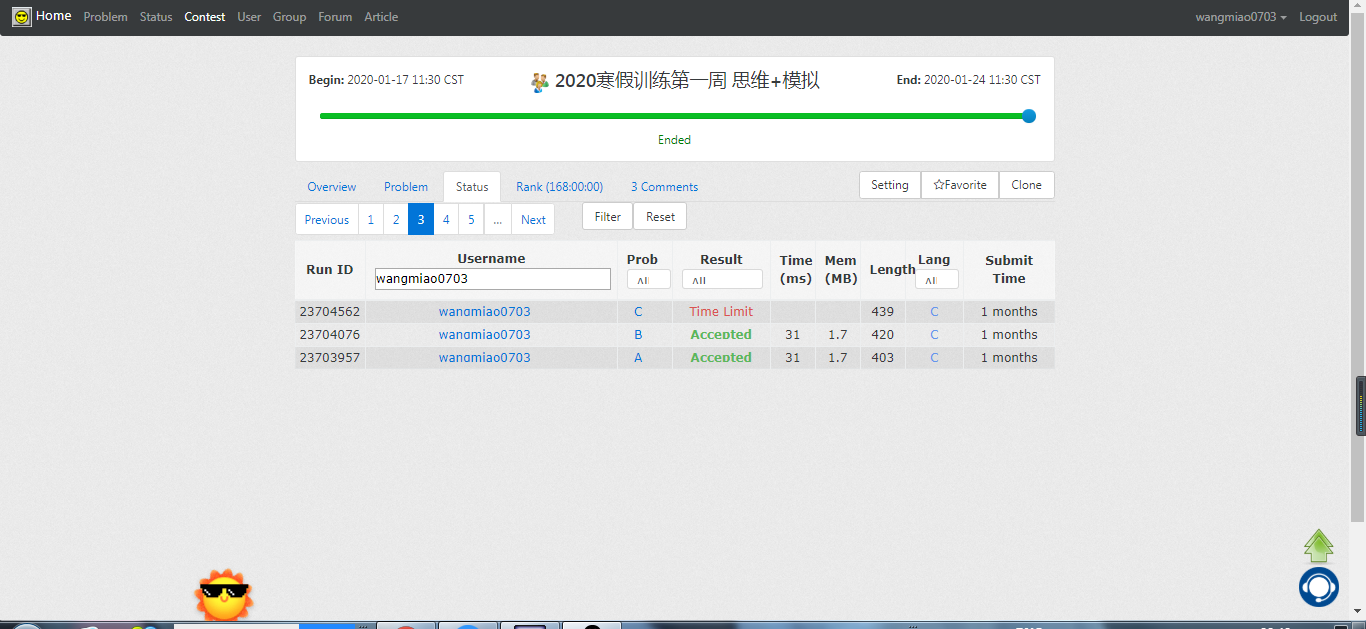 Home Problem Status Contest User Group Forum Article wangmiao0703 Logout
Begin: 2020-01-17 11:30 CST 2020寒假训练第一周 思维+模拟 End: 2020-01-24 11:30 CST
Ended
Overview Problem Status Rank (168:00:00) 3 Comments Setting ☆Favorite Clone
Previous 1 2 3 4 5 ... Next Filter Reset
Run ID Username Prob Result Time (ms) Mem (MB) Length Lang Submit Time
wangmiao0703 All All All
23704562 wangmiao0703 C Time Limit 439 C 1 months
23704076 wangmiao0703 B Accepted 31 1.7 420 C 1 months
23703957 wangmiao0703 A Accepted 31 1.7 403 C 1 months